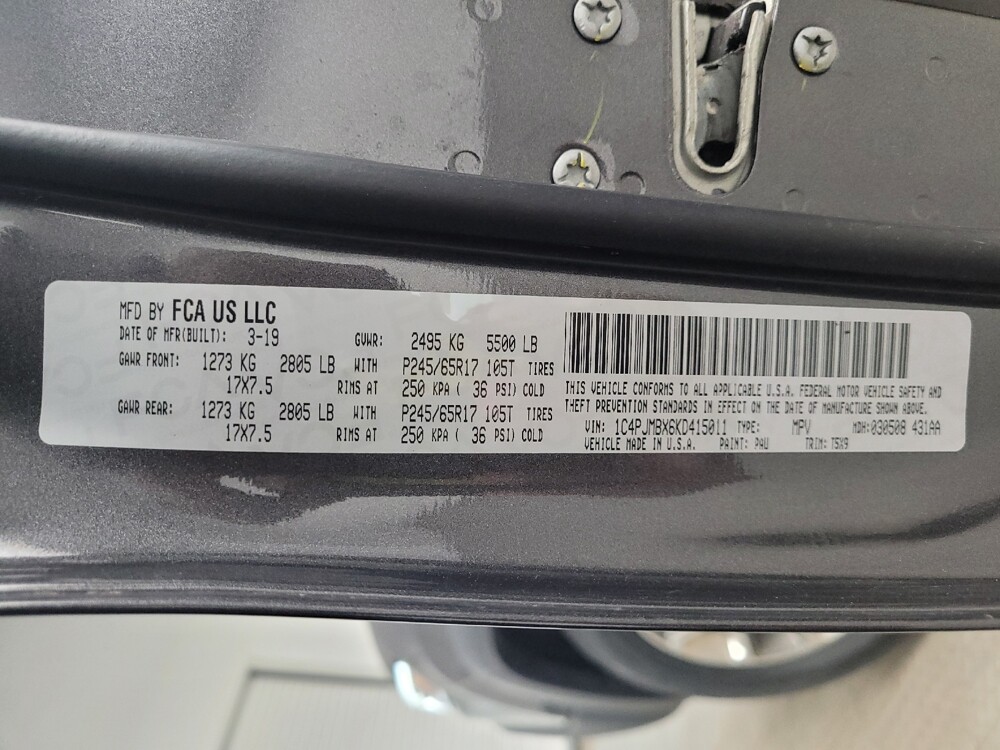 MFD BY FCA US LLC
DATE OF MFR(BUILT): 3-19 GVWR: 2495 KG 5500 LB
GAWR FRONT: 1273 KG 2805 LB WITH P245/65R17 105T TIRES
17X7.5 RIMS AT 250 KPA ( 36 PSI) COLD
GAWR REAR: 1273 KG 2805 LB WITH P245/65R17 105T TIRES
17X7.5 RIMS AT 250 KPA ( 36 PSI) COLD
THIS VEHICLE CONFORMS TO ALL APPLICABLE U.S.A. FEDERAL MOTOR VEHICLE SAFETY AND
THEFT PREVENTION STANDARDS IN EFFECT ON THE DATE OF MANUFACTURE SHOWN ABOVE.
VIN: 1C4PJMBX6KD415011 TYPE: MPV MDH:030508 431AA
VEHICLE MADE IN U.S.A. PAINT: PAU TRIM: T5X9